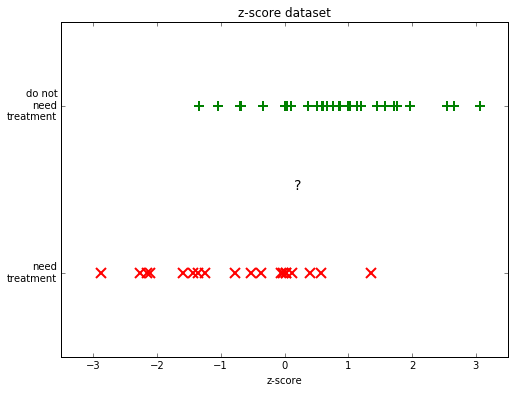 z-score dataset
do not
need
treatment
?
need
treatment
−3 −2 −1 0 1 2 3
z-score